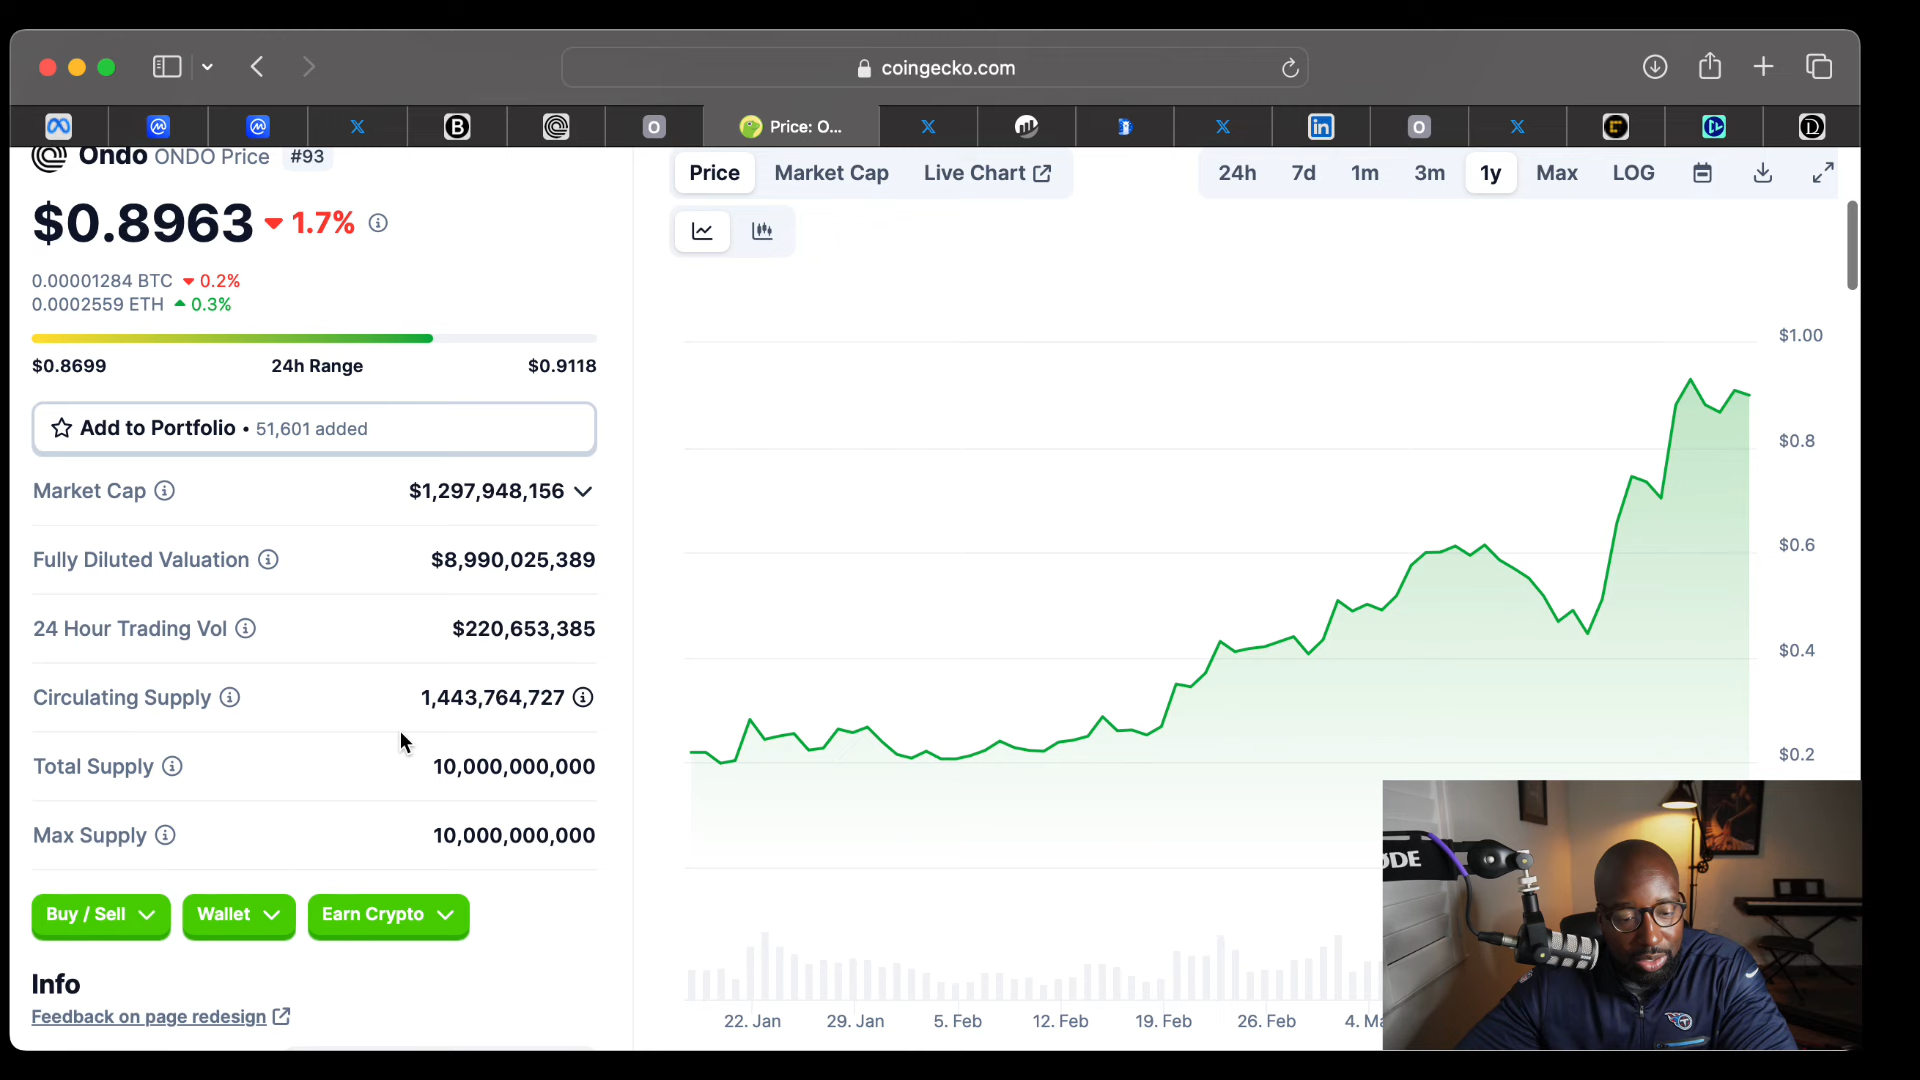 coingecko.com
Price: O...
Ondo ONDO Price #93
$0.8963 1.7%
0.00001284 BTC 0.2%
0.0002559 ETH 0.3%
$0.8699 24h Range $0.9118
Add to Portfolio • 51,601 added
Market Cap $1,297,948,156
Fully Diluted Valuation $8,990,025,389
24 Hour Trading Vol $220,653,385
Circulating Supply 1,443,764,727
Total Supply 10,000,000,000
Max Supply 10,000,000,000
Buy / Sell Wallet Earn Crypto
Info
Feedback on page redesign
Price Market Cap Live Chart
24h 7d 1m 3m 1y Max LOG
$1.00
$0.8
$0.6
$0.4
$0.2
22. Jan 29. Jan 5. Feb 12. Feb 19. Feb 26. Feb 4.